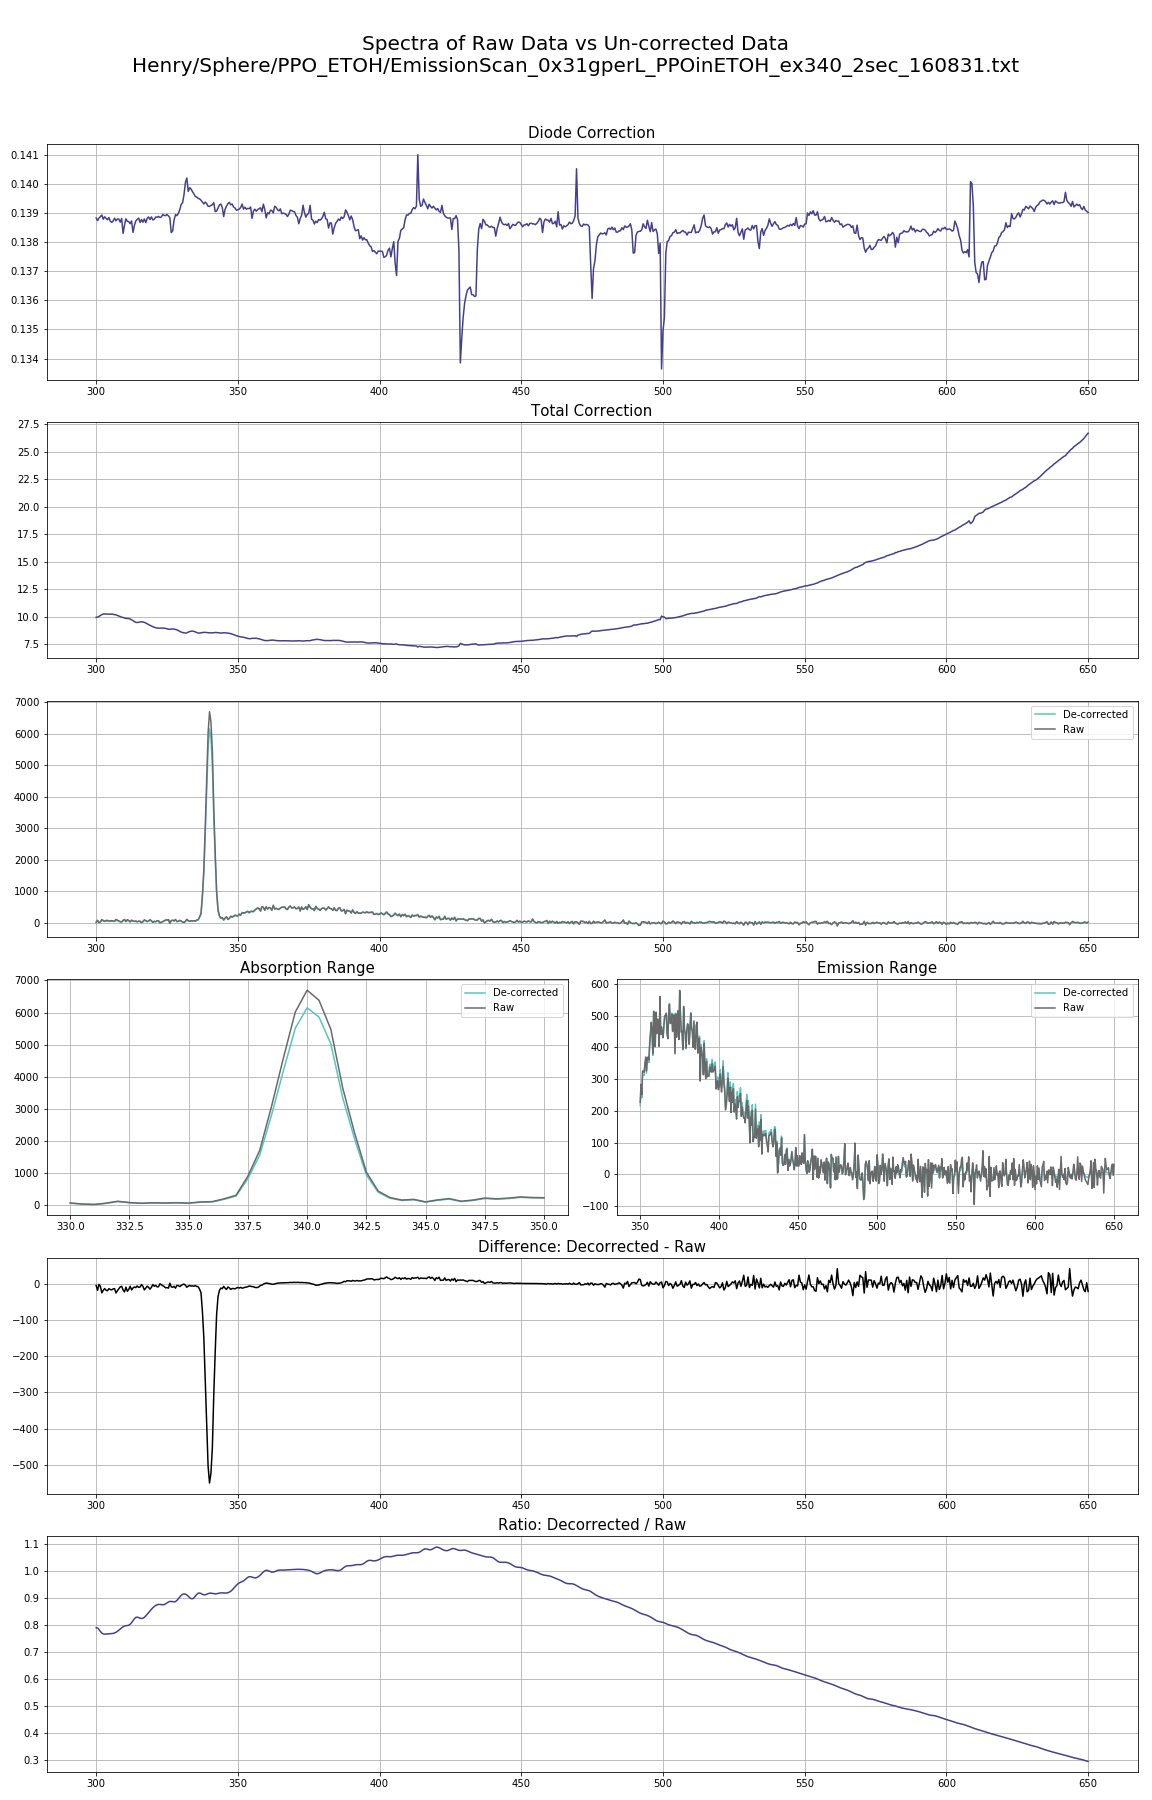 Spectra of Raw Data vs Un-corrected Data
Henry/Sphere/PPO_ETOH/EmissionScan_0x31gperL_PPOinETOH_ex340_2sec_160831.txt
Diode Correction
0.141
0.140
0.139
0.138
0.137
0.136
0.135
0.134
300 350 400 450 500 550 600 650
Total Correction
27.5
25.0
22.5
20.0
17.5
15.0
12.5
10.0
7.5
300 350 400 450 500 550 600 650
7000
6000
5000
4000
3000
2000
1000
0
De-corrected
Raw
300 350 400 450 500 550 600 650
Absorption Range
7000
6000
5000
4000
3000
2000
1000
0
De-corrected
Raw
330.0 332.5 335.0 337.5 340.0 342.5 345.0 347.5 350.0
Emission Range
600
500
400
300
200
100
0
−100
De-corrected
Raw
350 400 450 500 550 600 650
Difference: Decorrected - Raw
0
−100
−200
−300
−400
−500
300 350 400 450 500 550 600 650
Ratio: Decorrected / Raw
1.1
1.0
0.9
0.8
0.7
0.6
0.5
0.4
0.3
300 350 400 450 500 550 600 650